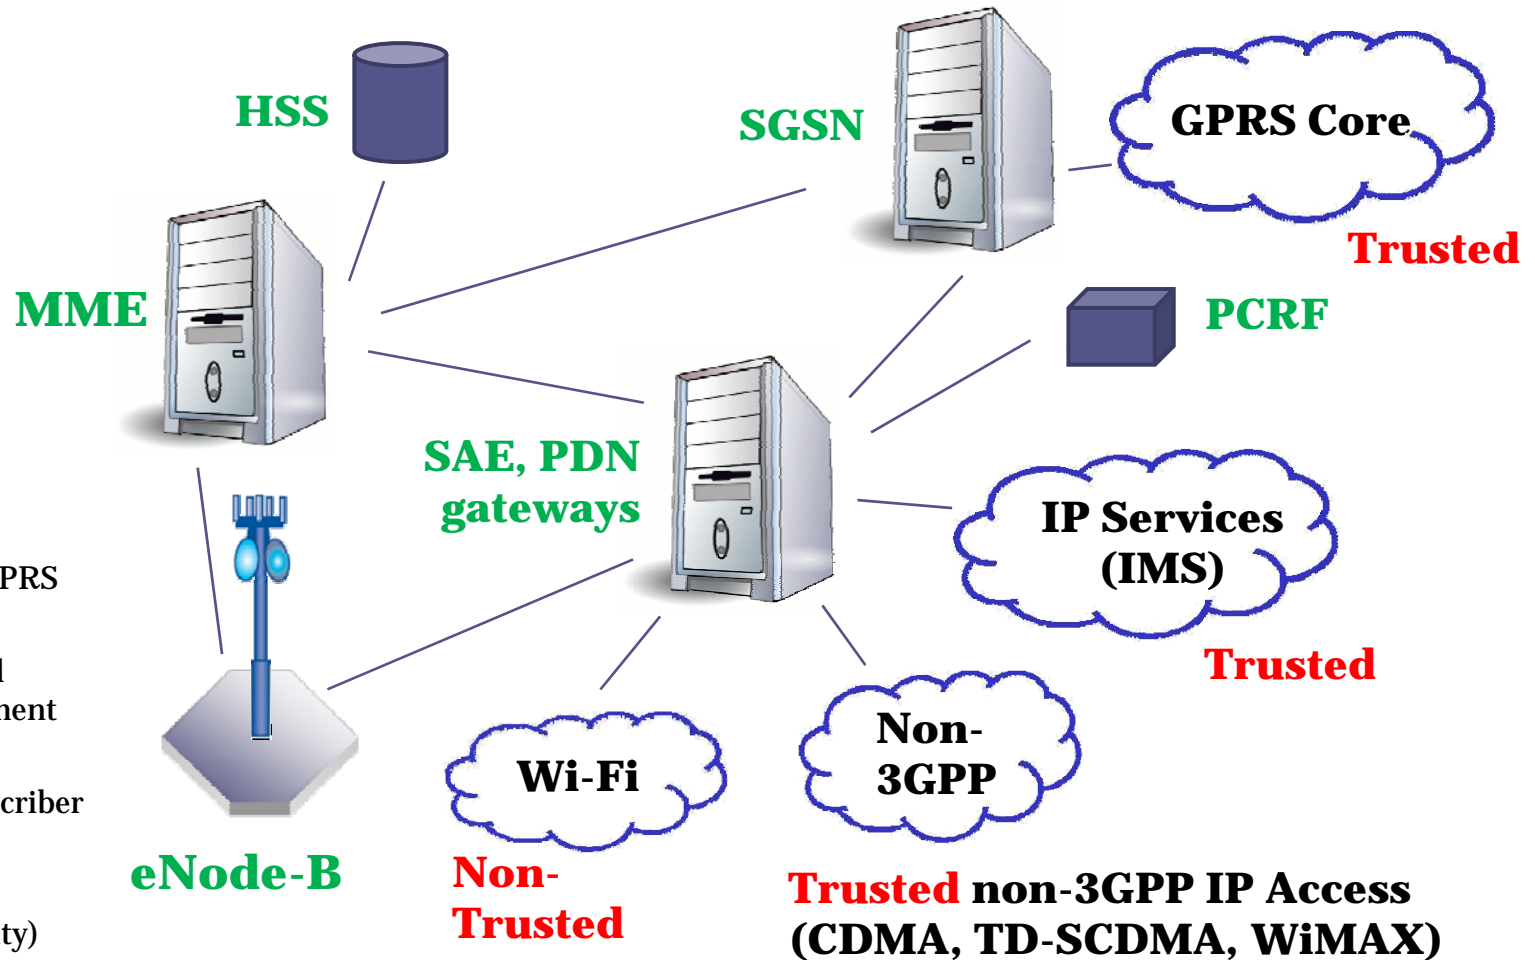 HSS
SGSN
GPRS Core
Trusted
MME
PCRF
SAE, PDN
gateways
IP Services
(IMS)
Trusted
PRS
ment
criber
ty)
eNode-B
Wi-Fi
Non-
Trusted
Non-
3GPP
Trusted non-3GPP IP Access
(CDMA, TD-SCDMA, WiMAX)